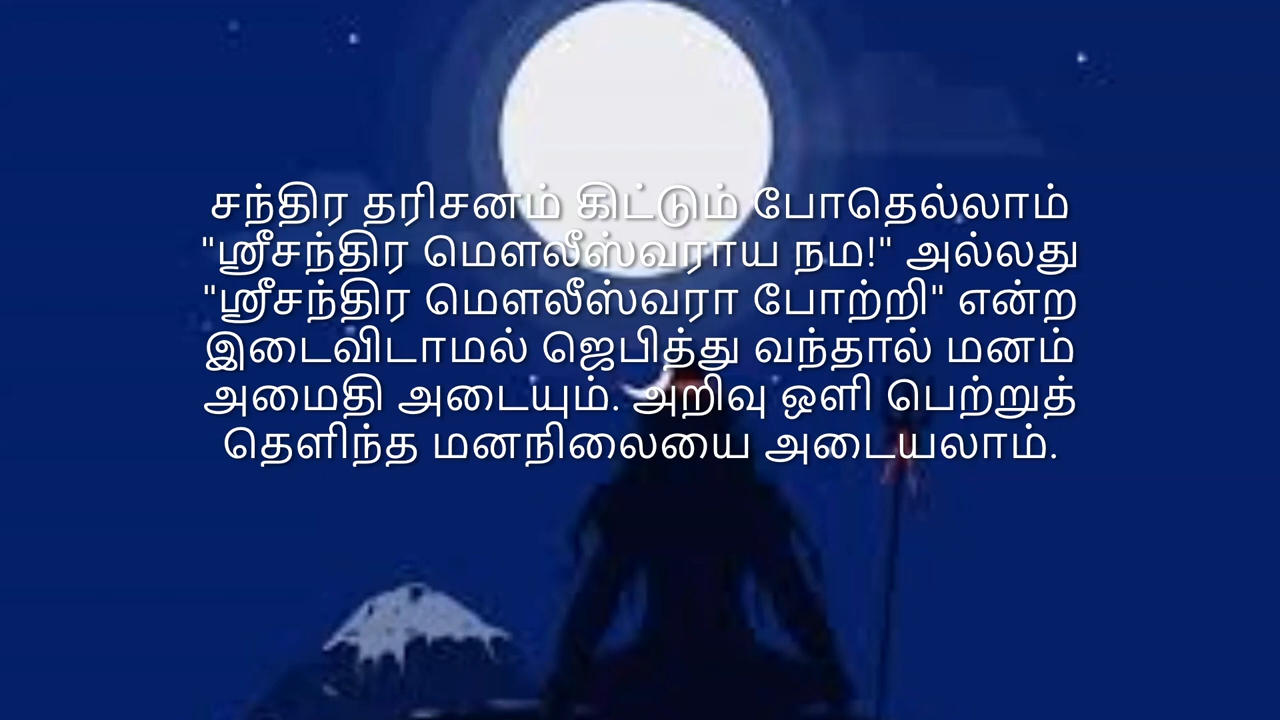 சந்திர தரிசனம் கிட்டும் போதெல்லாம்
"ஸ்ரீசந்திர மௌலீஸ்வராய நம!" அல்லது
"ஸ்ரீசந்திர மௌலீஸ்வரா போற்றி" என்ற
இடைவிடாமல் ஜெபித்து வந்தால் மனம்
அமைதி அடையும். அறிவு ஒளி பெற்றுத்
தெளிந்த மனநிலையை அடையலாம்.